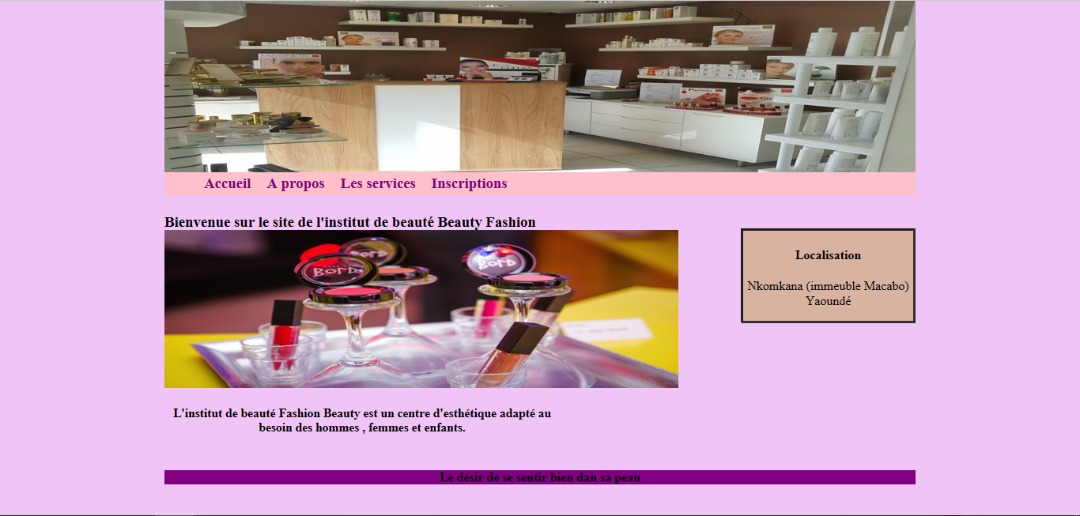 Accueil A propos Les services Inscriptions
Bienvenue sur le site de l'institut de beauté Beauty Fashion
BORD
BORD
Localisation
Nkomkana (immeuble Macabo)
Yaoundé
L'institut de beauté Fashion Beauty est un centre d'esthétique adapté au
besoin des hommes , femmes et enfants.
Le désir de se sentir bien dan sa peau